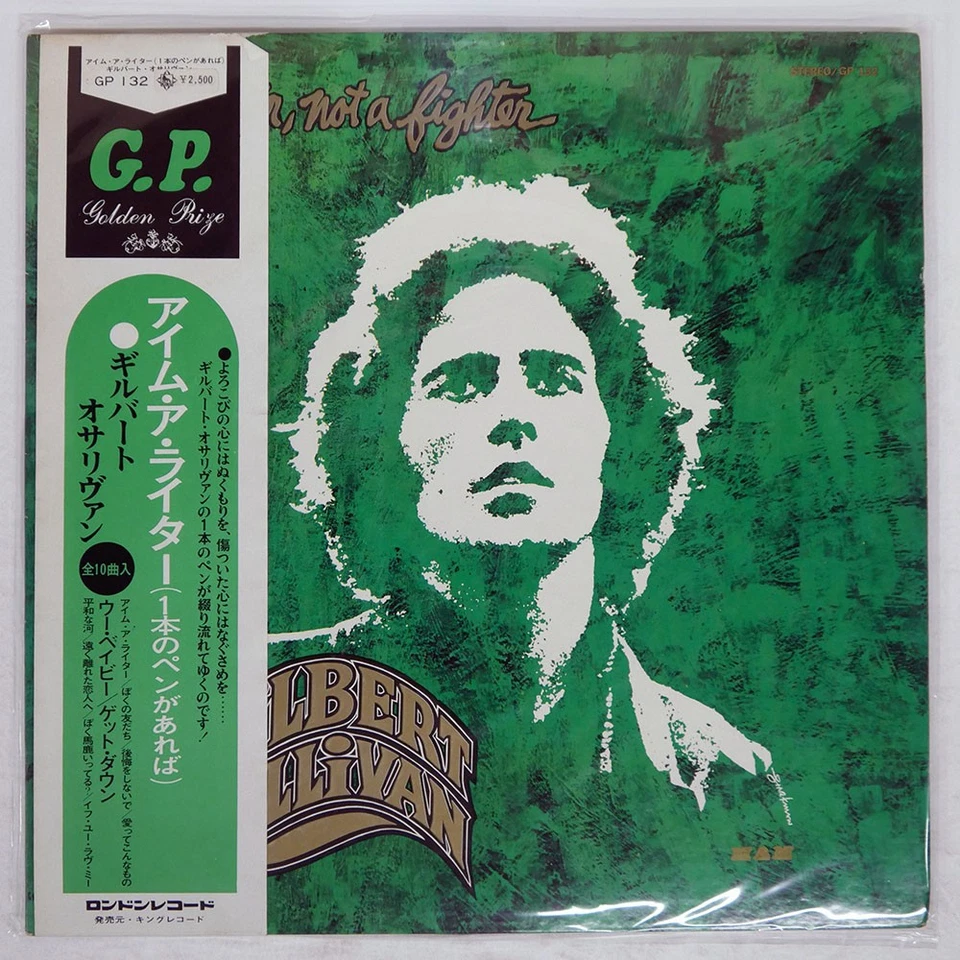 アイム・ア・ライター(1本のペンがあれば)
ギルバート・オサリヴァン
GP 132 ¥2,500
G.P.
Golden Prize
アイム・ア・ライター(1本のペンがあれば)
●ギルバート
オサリヴァン
●よろこびの心にはぬくもりを、傷ついた心にはなぐさめを……
ギルバート・オサリヴァンの1本のペンが綴り流れてゆくのです!
全10曲入
アイム・ア・ライター/ぼくの友だち/後悔をしないで/愛ってこんなもの
ウー・ベイビー/ゲット・ダウン
平和な河/遠く離れた恋人へ/ぼく馬鹿いってる?/イフ・ユー・ラヴ・ミー
ロンドンレコード
発売元・キングレコード
r, not a fighter
STEREO/GP 132
LBERT
LLiVAN
MAM